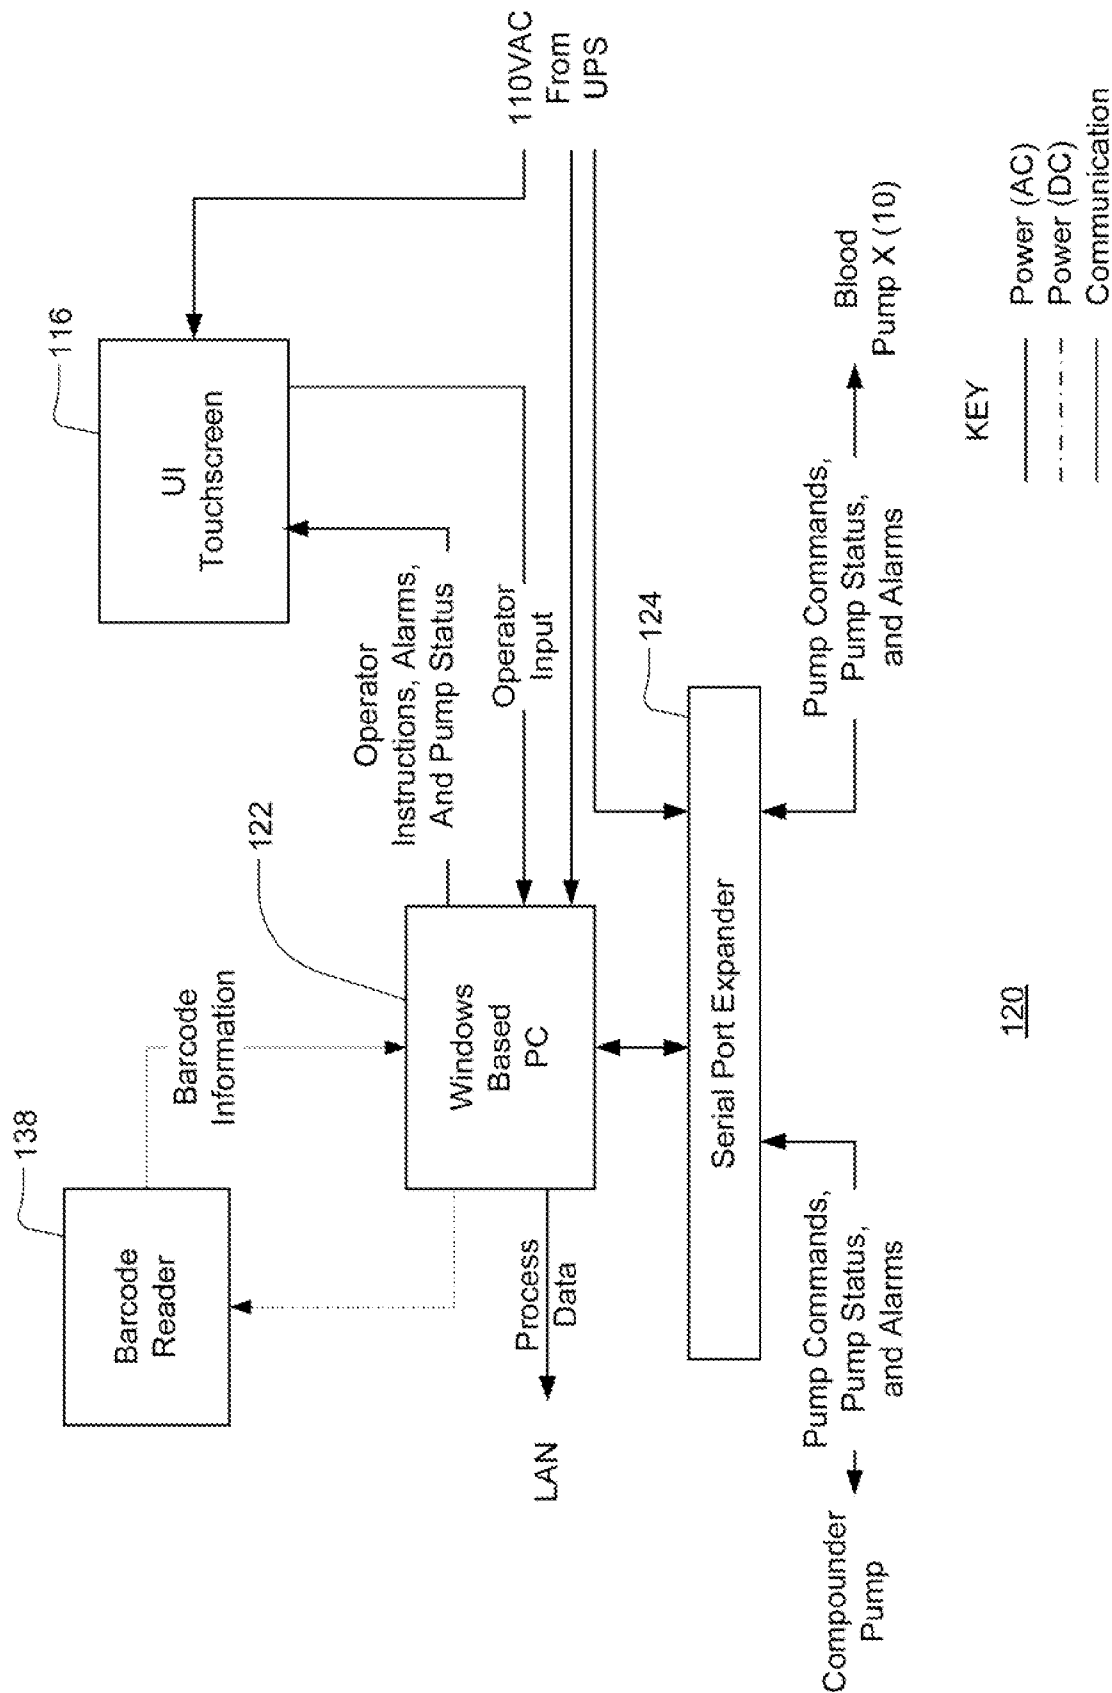 138
Barcode
Reader
Barcode
Information
122
116
UI
Touchscreen
Operator
Instructions, Alarms,
And Pump Status
Operator
Input
110VAC
From
UPS
Windows
Based
PC
Process
Data
LAN
124
Serial Port Expander
Compounder
Pump
Pump Commands,
Pump Status,
and Alarms
Pump Commands,
Pump Status,
and Alarms
Blood
Pump X (10)
KEY
Power (AC)
Power (DC)
Communication
120